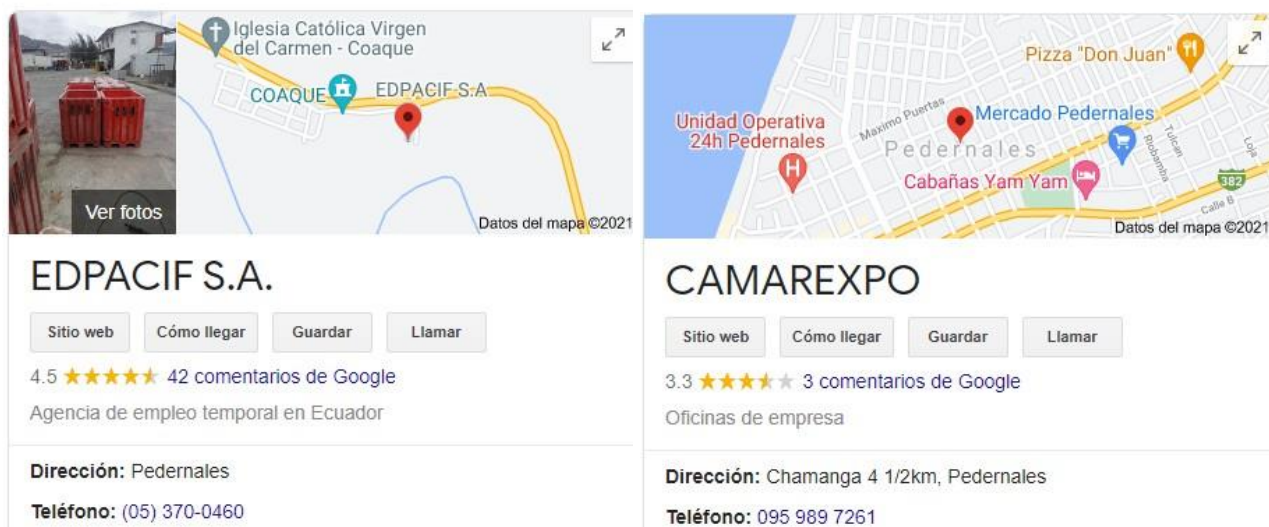 Iglesia Católica Virgen
del Carmen - Coaque
COAQUE
EDPACIF S.A
Ver fotos
Datos del mapa ©2021
EDPACIF S.A.
Sitio web
Cómo llegar
Guardar
Llamar
4.5 42 comentarios de Google
Agencia de empleo temporal en Ecuador
Dirección: Pedernales
Teléfono: (05) 370-0460
Pizza "Don Juan"
Maximo Puertas
Mercado Pedernales
Unidad Operativa
24h Pedernales
Pedernales
H
Cabañas Yam Yam
Tulcan
Riobamba
Loja
382
Calle B
Datos del mapa ©2021
CAMAREXPO
Sitio web
Cómo llegar
Guardar
Llamar
3.3 3 comentarios de Google
Oficinas de empresa
Dirección: Chamanga 4 1/2km, Pedernales
Teléfono: 095 989 7261